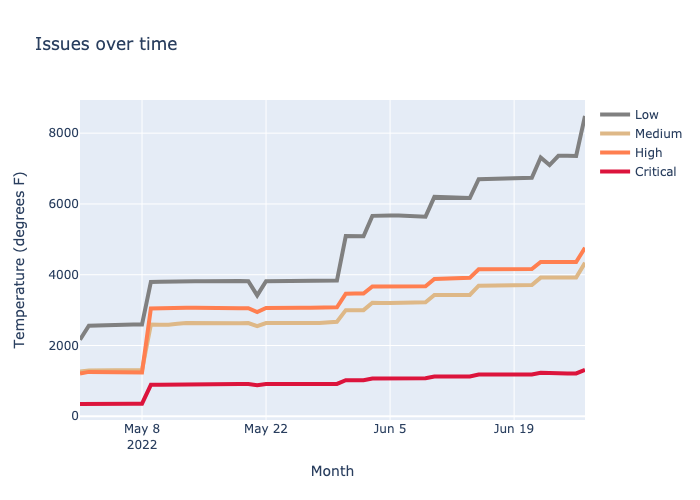 Issues over time
Low
Medium
High
Critical
8000
6000
4000
2000
0
Temperature (degrees F)
May 8
2022
May 22
Jun 5
Jun 19
Month